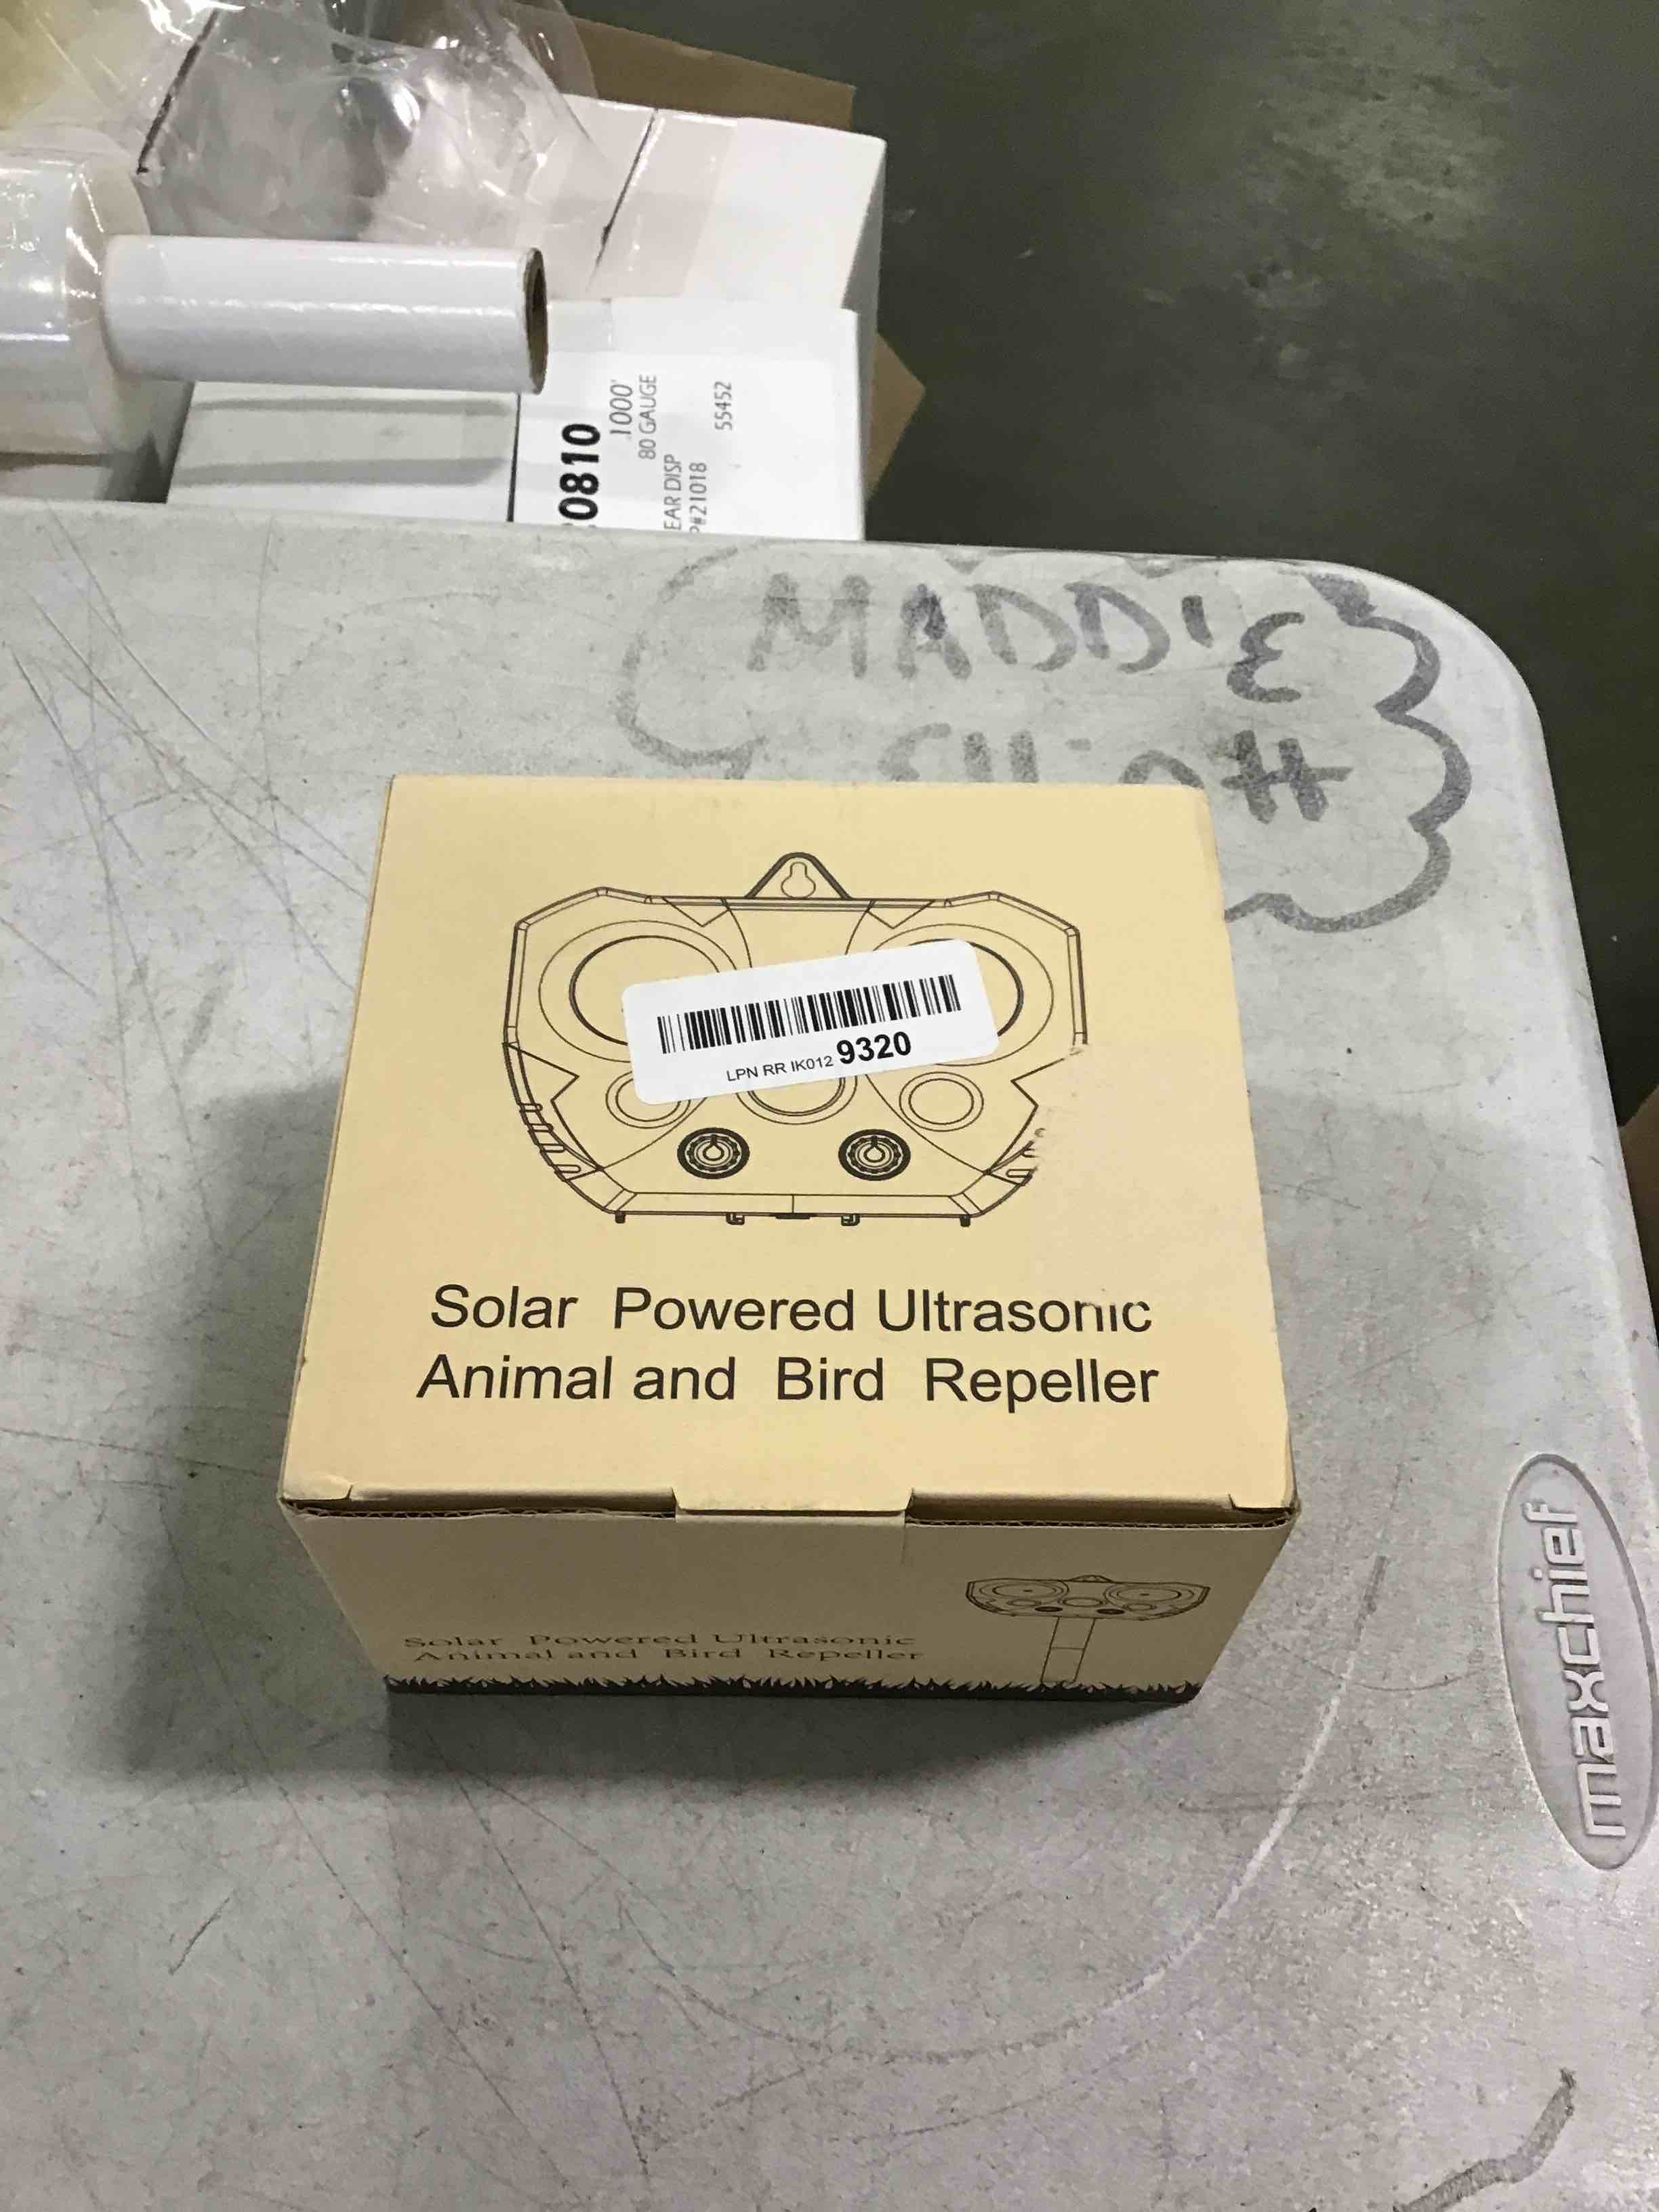 1000'
80 GAUGE
55452
0810
EAR DISP
P#21018
MADDIE
LPN RR IK012 9320
Solar Powered Ultrasonic
Animal and Bird Repeller
Solar Powered Ultrasonic
Animal and Bird Repeller
maxchief